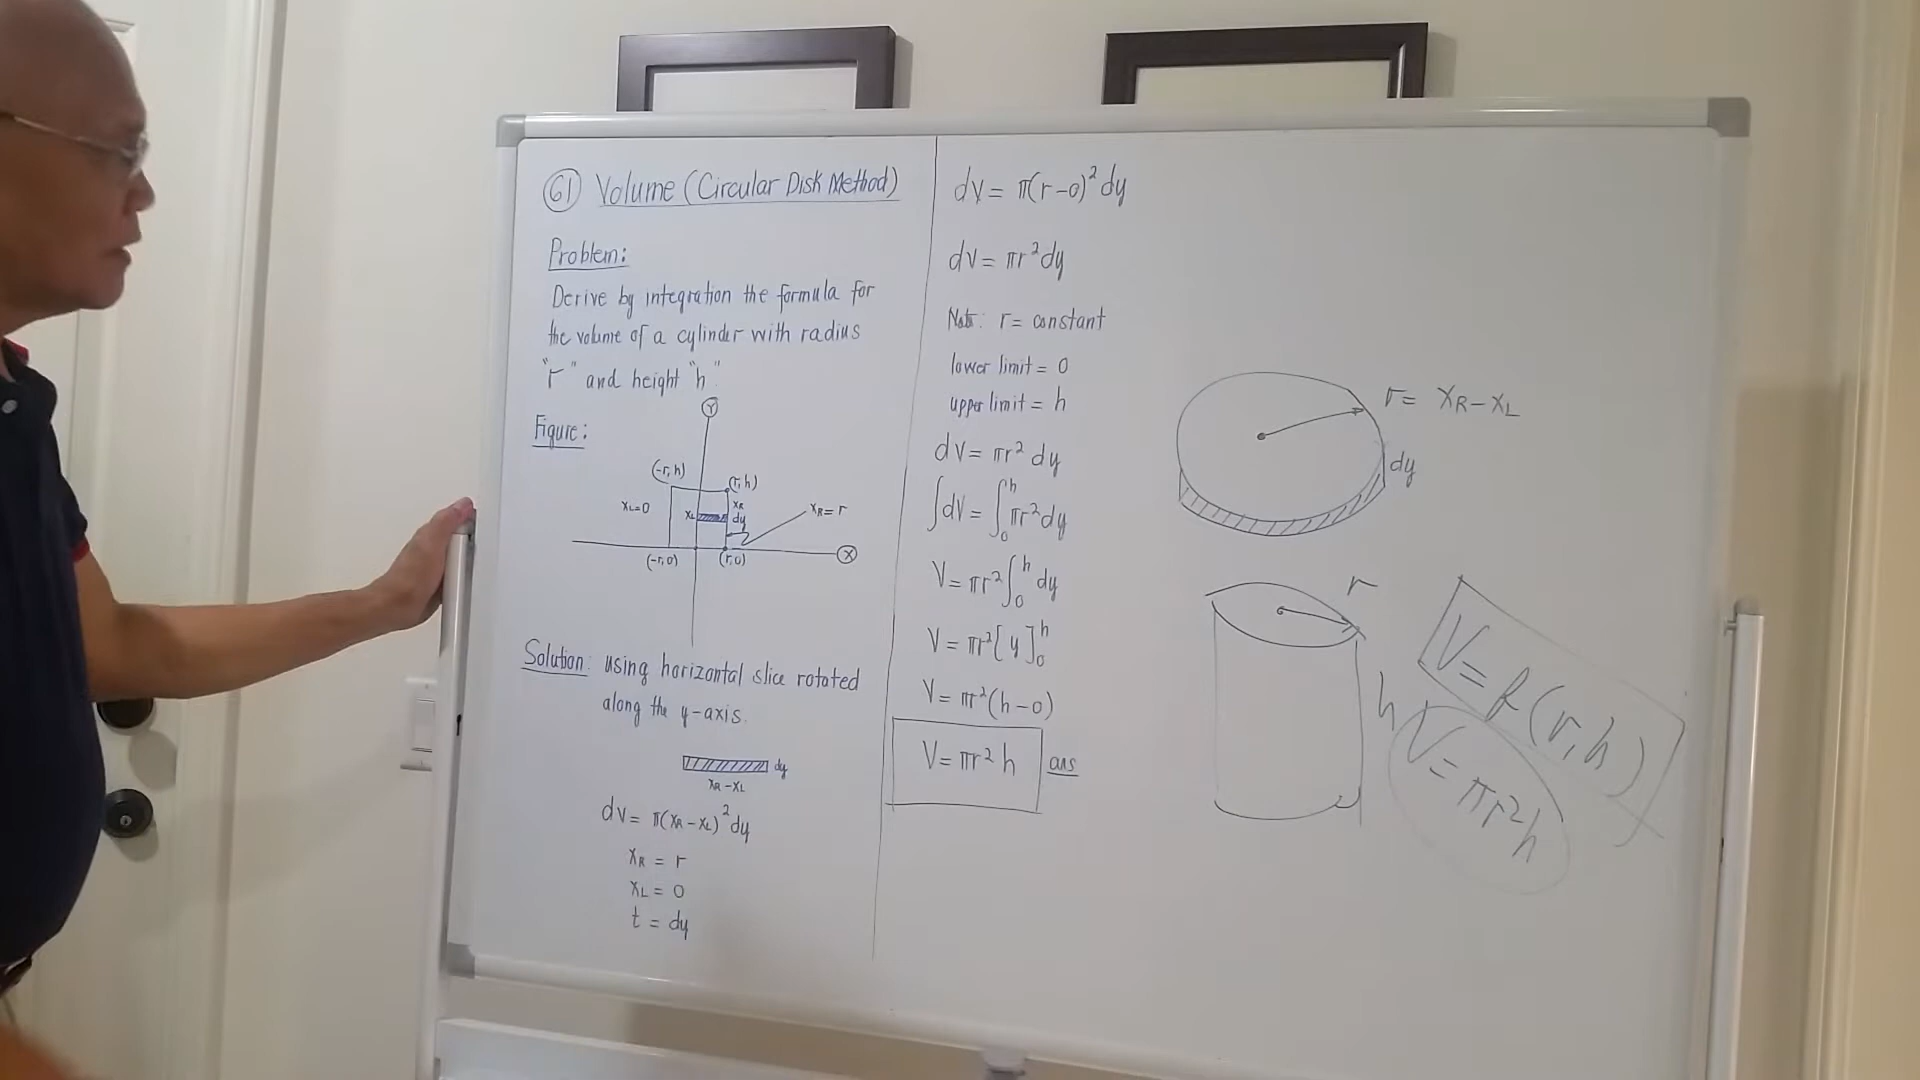 61 Volume (Circular Disk Method)
Problem:
Derive by integration the formula for
the volume of a cylinder with radius
"r" and height "h".
Figure:
Y
(-r, h)
(r, h)
XL=0
XL
XR
dy
XR = r
X
(-r, 0)
(r, 0)
Solution: using horizontal slice rotated
along the y-axis.
dy
XR - XL
dv = π(XR - XL)² dy
XR = r
XL = 0
t = dy
dv = π(r-0)² dy
dv = πr² dy
Note: r = constant
lower limit = 0
upper limit = h
dv = πr² dy
∫dv = ∫₀ʰ πr² dy
V = πr² ∫₀ʰ dy
V = πr² [y]₀ʰ
V = πr² (h-0)
V = πr² h ans
r = XR - XL
dy
r
h
V = f(r, h)
V = πr²h